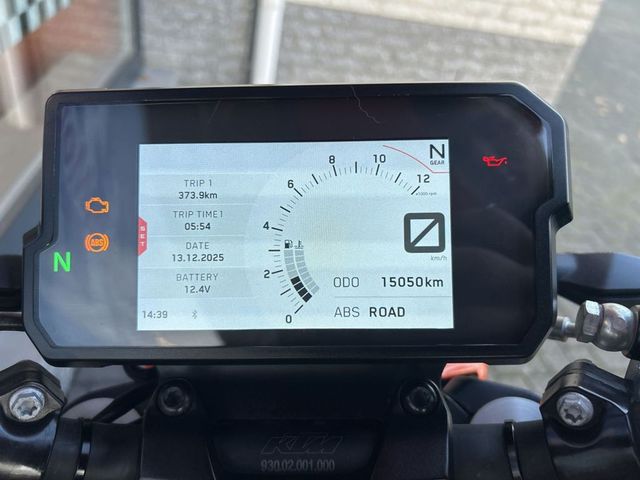 TRIP 1
373.9km
TRIP TIME1
05:54
DATE
13.12.2025
BATTERY
12.4V
14:39
SET
0
2
4
6
8
10
12
x1000 rpm
N
GEAR
0
km/h
ODO 15050km
ABS ROAD
ABS
N
KTM
930.02.001.000